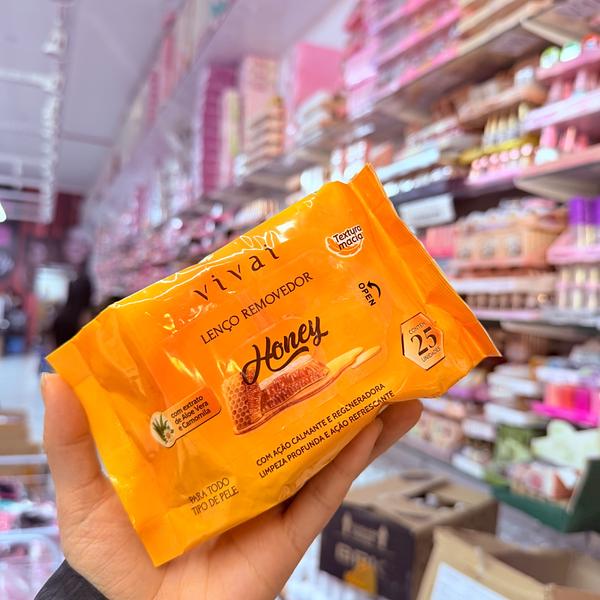 vivai
LENÇO REMOVEDOR
Honey
Textura
macia
OPEN
CONTÉM
25
UNIDADES
com extrato
de Aloe Vera
e Camomila
COM AÇÃO CALMANTE E REGENERADORA
LIMPEZA PROFUNDA E AÇÃO REFRESCANTE
PARA TODO
TIPO DE PELE